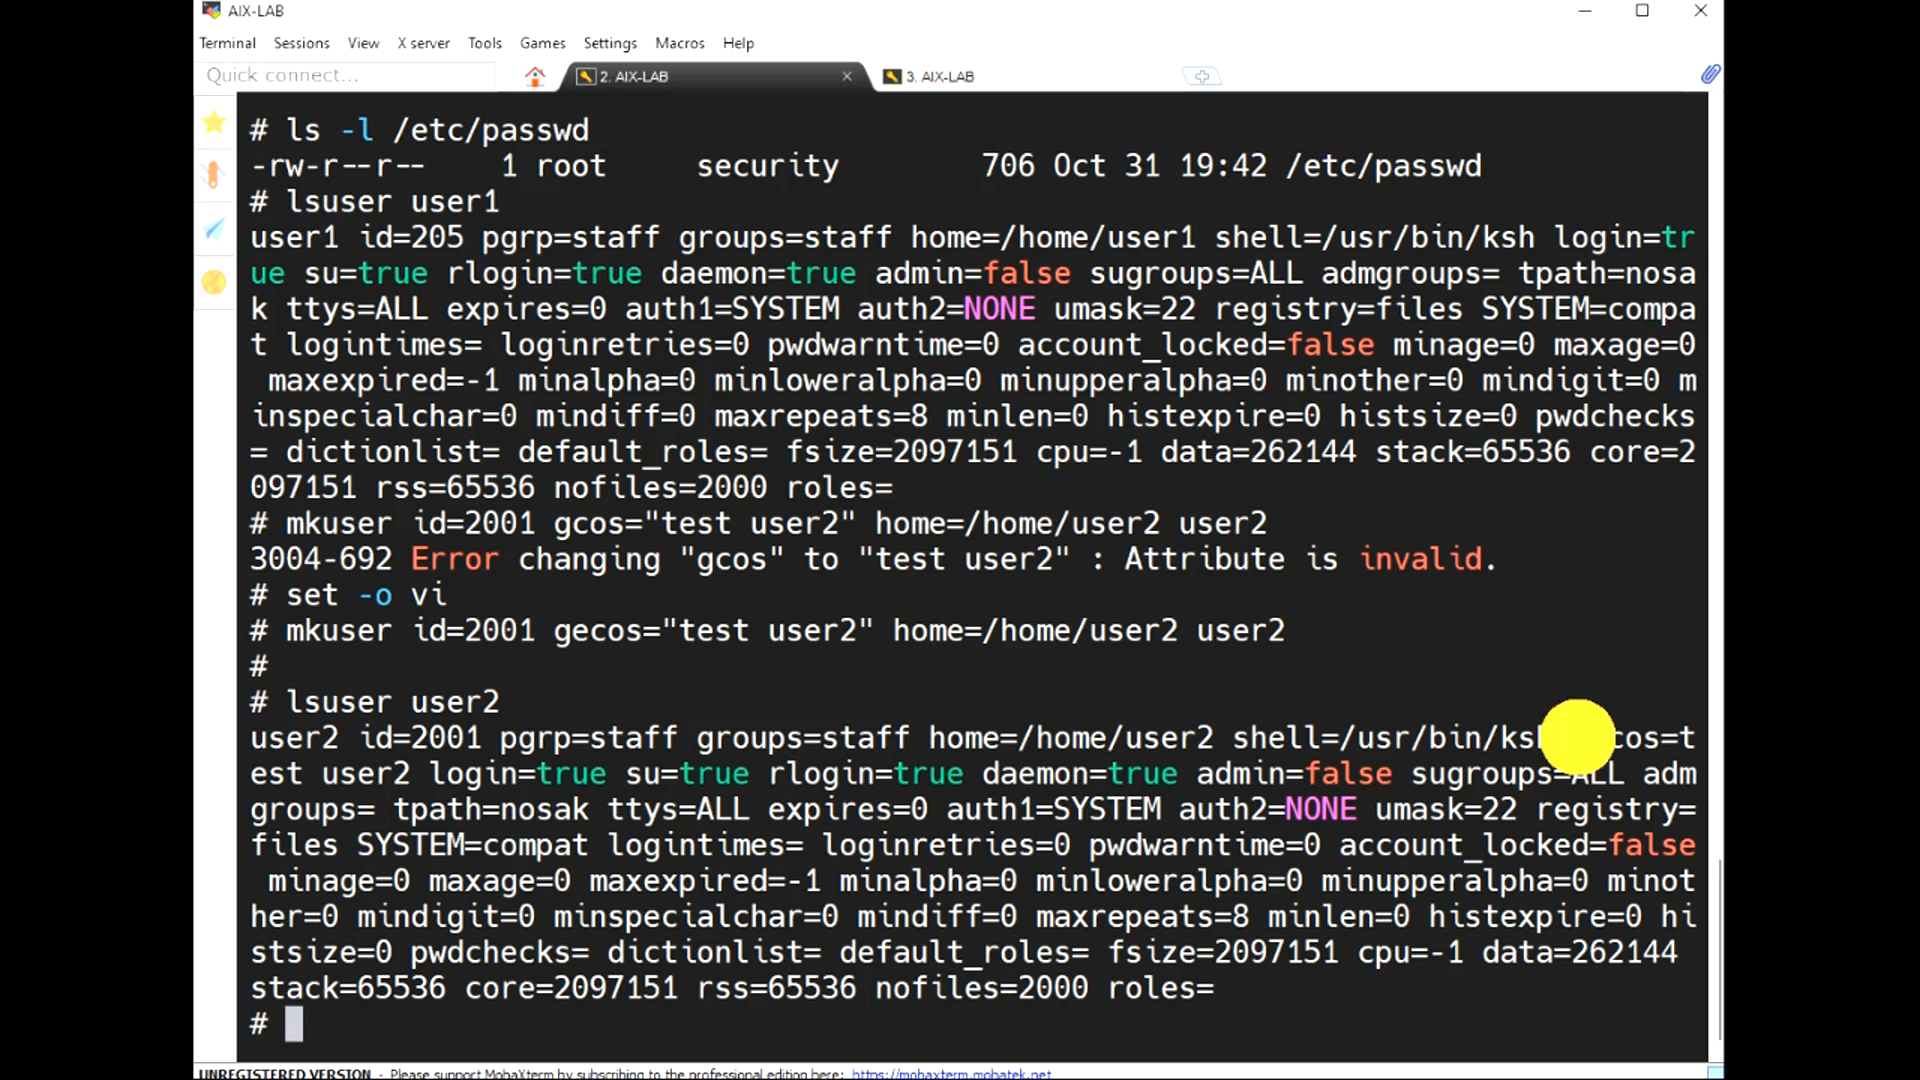 AIX-LAB
Terminal Sessions View X server Tools Games Settings Macros Help
Quick connect... 2. AIX-LAB 3. AIX-LAB
# ls -l /etc/passwd
-rw-r--r-- 1 root security 706 Oct 31 19:42 /etc/passwd
# lsuser user1
user1 id=205 pgrp=staff groups=staff home=/home/user1 shell=/usr/bin/ksh login=tr
ue su=true rlogin=true daemon=true admin=false sugroups=ALL admgroups= tpath=nosa
k ttys=ALL expires=0 auth1=SYSTEM auth2=NONE umask=22 registry=files SYSTEM=compa
t logintimes= loginretries=0 pwdwarntime=0 account_locked=false minage=0 maxage=0
maxexpired=-1 minalpha=0 minloweralpha=0 minupperalpha=0 minother=0 mindigit=0 m
inspecialchar=0 mindiff=0 maxrepeats=8 minlen=0 histexpire=0 histsize=0 pwdchecks
= dictionlist= default_roles= fsize=2097151 cpu=-1 data=262144 stack=65536 core=2
097151 rss=65536 nofiles=2000 roles=
# mkuser id=2001 gcos="test user2" home=/home/user2 user2
3004-692 Error changing "gcos" to "test user2" : Attribute is invalid.
# set -o vi
# mkuser id=2001 gecos="test user2" home=/home/user2 user2
#
# lsuser user2
user2 id=2001 pgrp=staff groups=staff home=/home/user2 shell=/usr/bin/ksh cos=t
est user2 login=true su=true rlogin=true daemon=true admin=false sugroups=ALL adm
groups= tpath=nosak ttys=ALL expires=0 auth1=SYSTEM auth2=NONE umask=22 registry=
files SYSTEM=compat logintimes= loginretries=0 pwdwarntime=0 account_locked=false
minage=0 maxage=0 maxexpired=-1 minalpha=0 minloweralpha=0 minupperalpha=0 minot
her=0 mindigit=0 minspecialchar=0 mindiff=0 maxrepeats=8 minlen=0 histexpire=0 hi
stsize=0 pwdchecks= dictionlist= default_roles= fsize=2097151 cpu=-1 data=262144
stack=65536 core=2097151 rss=65536 nofiles=2000 roles=
#
UNREGISTERED VERSION - Please support MobaXterm by subscribing to the professional edition here: https://mobaxterm.mobatek.net